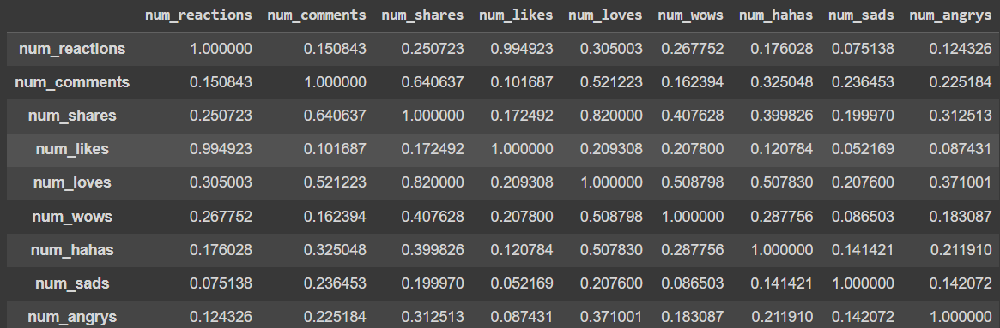 num_reactions num_comments num_shares num_likes num_loves num_wows num_hahas num_sads num_angrys
num_reactions 1.000000 0.150843 0.250723 0.994923 0.305003 0.267752 0.176028 0.075138 0.124326
num_comments 0.150843 1.000000 0.640637 0.101687 0.521223 0.162394 0.325048 0.236453 0.225184
num_shares 0.250723 0.640637 1.000000 0.172492 0.820000 0.407628 0.399826 0.199970 0.312513
num_likes 0.994923 0.101687 0.172492 1.000000 0.209308 0.207800 0.120784 0.052169 0.087431
num_loves 0.305003 0.521223 0.820000 0.209308 1.000000 0.508798 0.507830 0.207600 0.371001
num_wows 0.267752 0.162394 0.407628 0.207800 0.508798 1.000000 0.287756 0.086503 0.183087
num_hahas 0.176028 0.325048 0.399826 0.120784 0.507830 0.287756 1.000000 0.141421 0.211910
num_sads 0.075138 0.236453 0.199970 0.052169 0.207600 0.086503 0.141421 1.000000 0.142072
num_angrys 0.124326 0.225184 0.312513 0.087431 0.371001 0.183087 0.211910 0.142072 1.000000